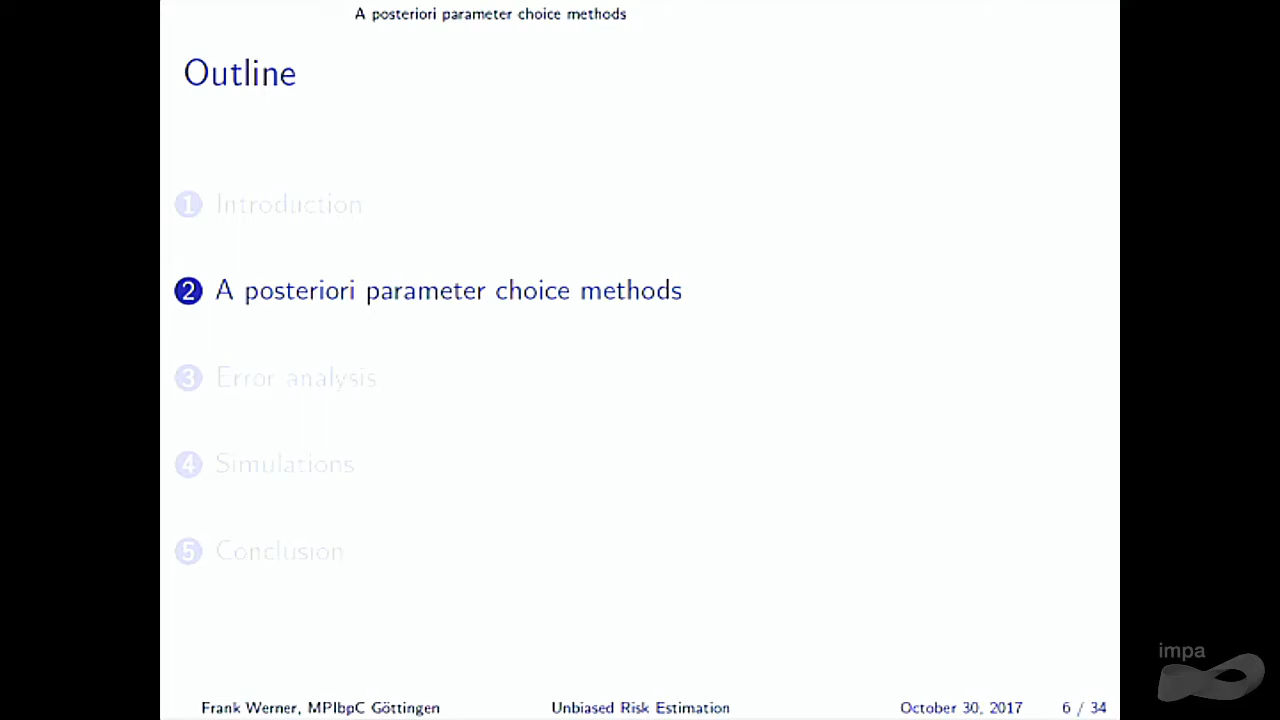 A posteriori parameter choice methods
Outline
1 Introduction
2 A posteriori parameter choice methods
3 Error analysis
4 Simulations
5 Conclusion
impa
Frank Werner, MPIbpC Göttingen Unbiased Risk Estimation October 30, 2017 6 / 34